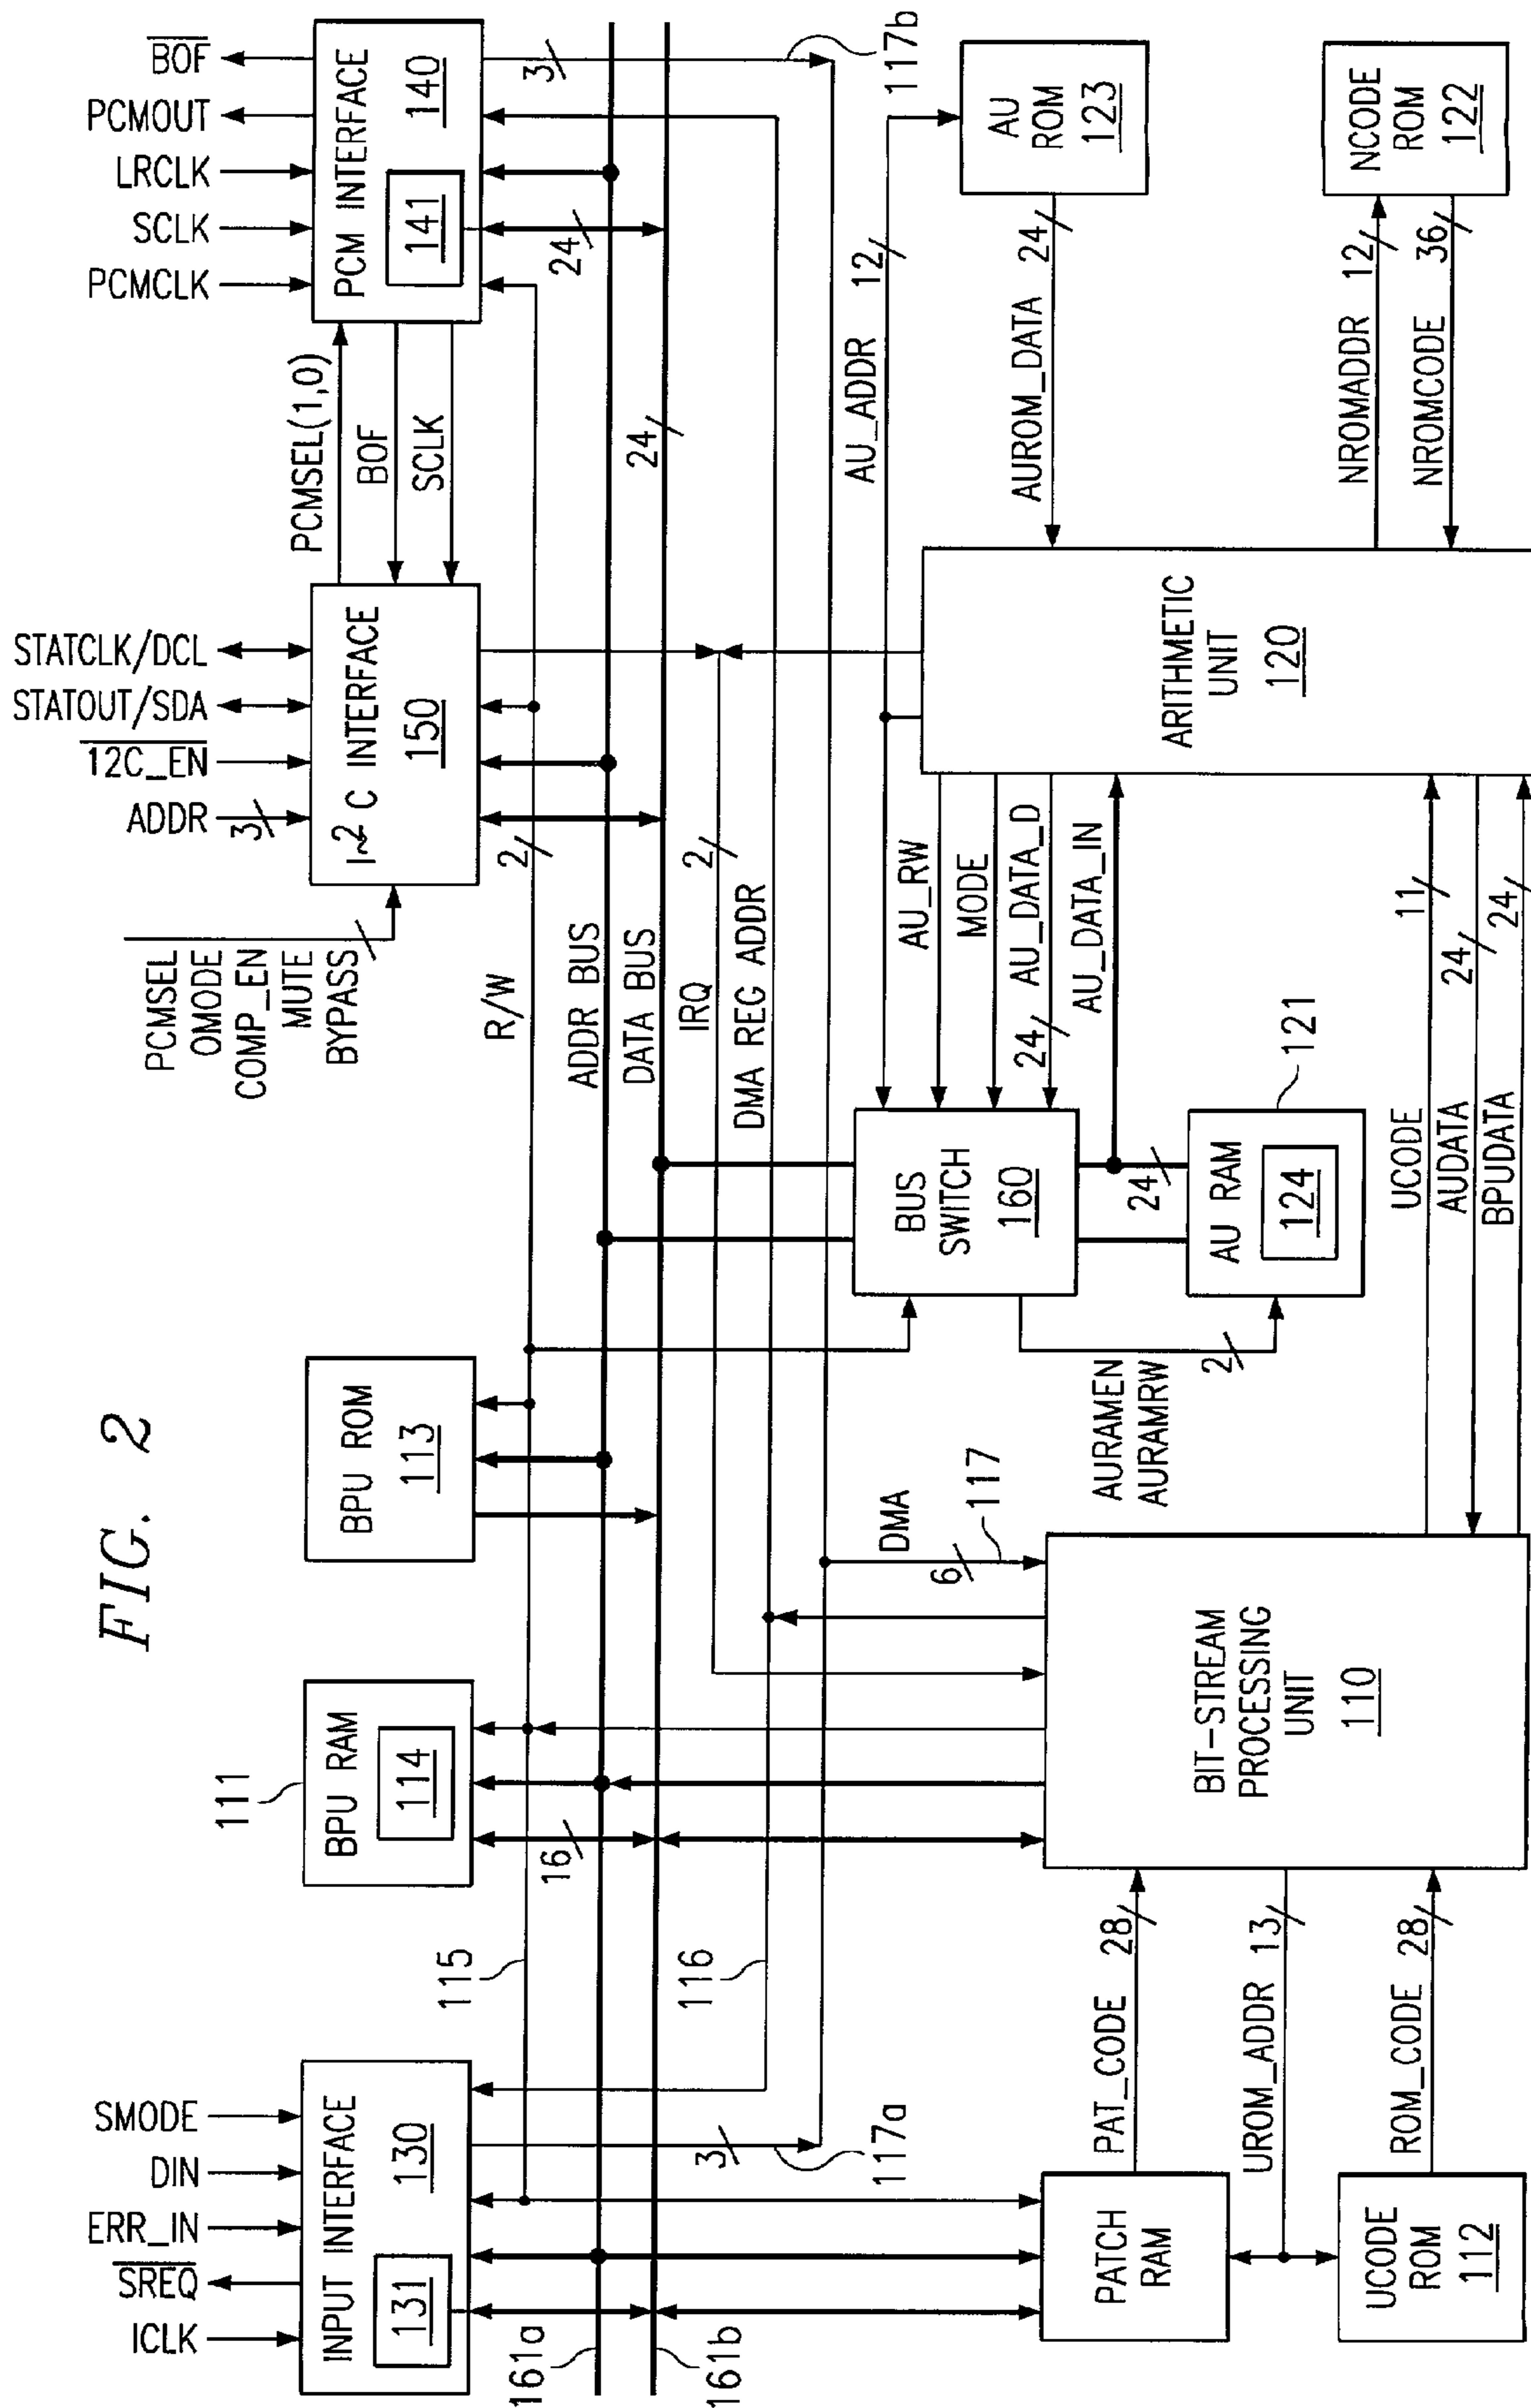 FIG. 2
SMODE
DIN
ERR_IN
SREQ
ICLK
INPUT INTERFACE
130
131
161a
161b
3
117a
115
116
111
BPU RAM
114
16
BPU ROM
113
PCMSEL
OMODE
COMP_EN
MUTE
BYPASS
STATCLK/DCL
STATOUT/SDA
12C_EN
ADDR
3
I~2 C INTERFACE
150
PCMSEL(1,0)
BOF
SCLK
BOF
PCMOUT
LRCLK
SCLK
PCMCLK
PCM INTERFACE
140
141
3
24
117b
R/W
2
ADDR BUS
DATA BUS
24
IRQ
2
DMA REG ADDR
DMA
6
117
BUS
SWITCH
160
AU_RW
MODE
24
AU_DATA_D
AU_DATA_IN
AU_ADDR
12
AU
ROM
123
AUROM_DATA
24
AU RAM
124
121
24
AURAMEN
AURAMRW
2
ARITHMETIC
UNIT
120
NRomADDR
12
NROMCODE
36
NCODE
ROM
122
UCODE
11
AUDATA
24
BPUDATA
24
BIT-STREAM
PROCESSING
UNIT
110
PAT_CODE
28
UROM_ADDR
13
ROM_CODE
28
PATCH
RAM
UCODE
ROM
112